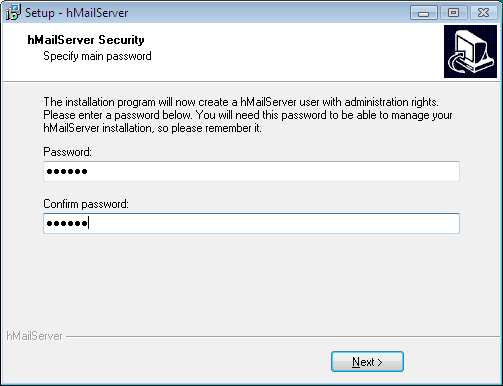 Setup - hMailServer
hMailServer Security
Specify main password
The installation program will now create a hMailServer user with administration rights.
Please enter a password below. You will need this password to be able to manage your
hMailServer installation, so please remember it.
Password:
●●●●●●
Confirm password:
●●●●●●
hMailServer
Next >